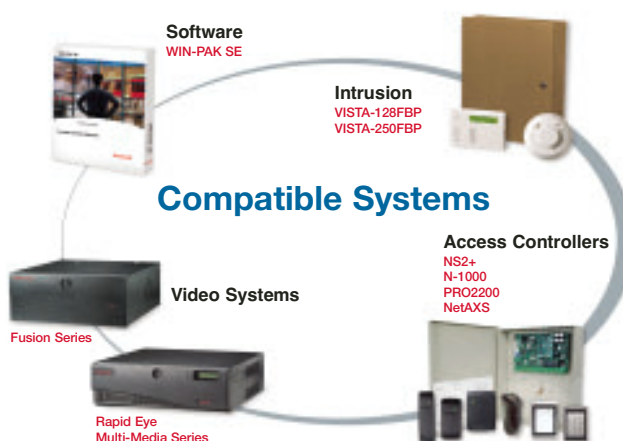 Software
WIN-PAK SE
Intrusion
VISTA-128FBP
VISTA-250FBP
Compatible Systems
Access Controllers
NS2+
N-1000
PRO2200
NetAXS
Video Systems
Fusion Series
Rapid Eye
Multi-Media Series